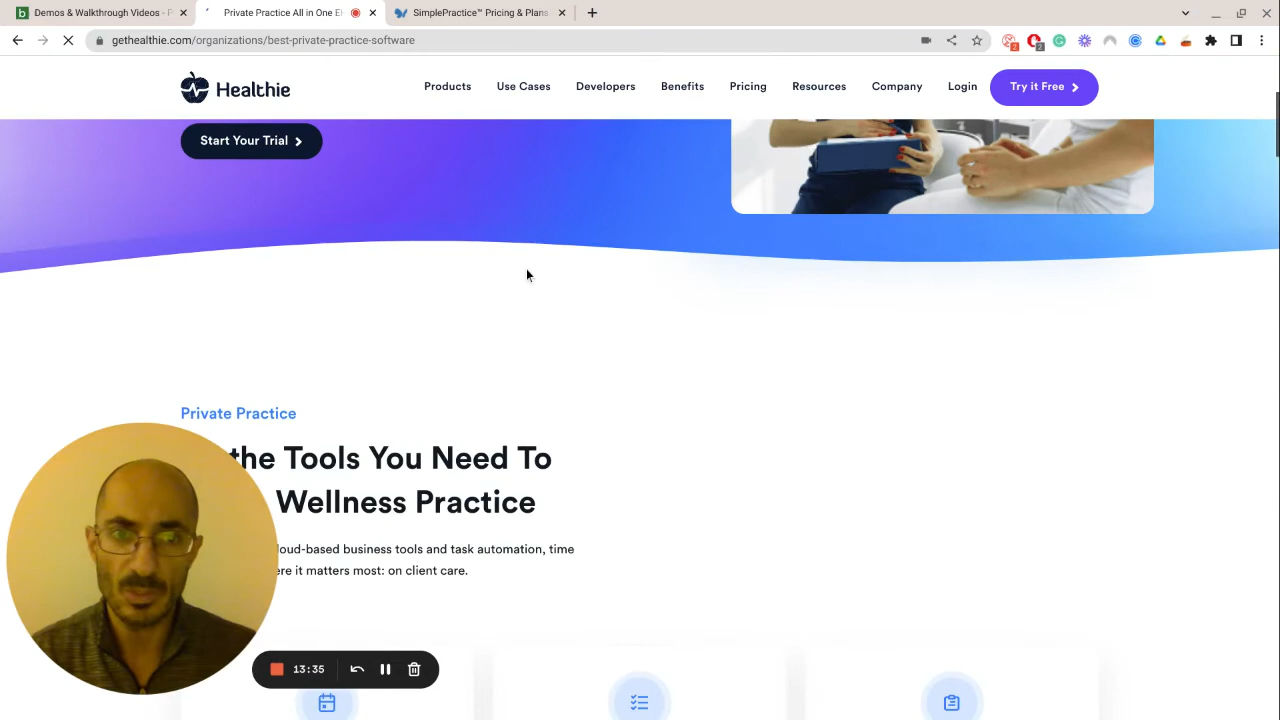 Demos & Walkthrough Videos - P
Private Practice All in One E
SimplePractice™ Pricing & Plans
gethealthie.com/organizations/best-private-practice-software
2
2
Healthie
Products
Use Cases
Developers
Benefits
Pricing
Resources
Company
Login
Try it Free
Start Your Trial
Private Practice
the Tools You Need To
Wellness Practice
loud-based business tools and task automation, time
ere it matters most: on client care.
13:35